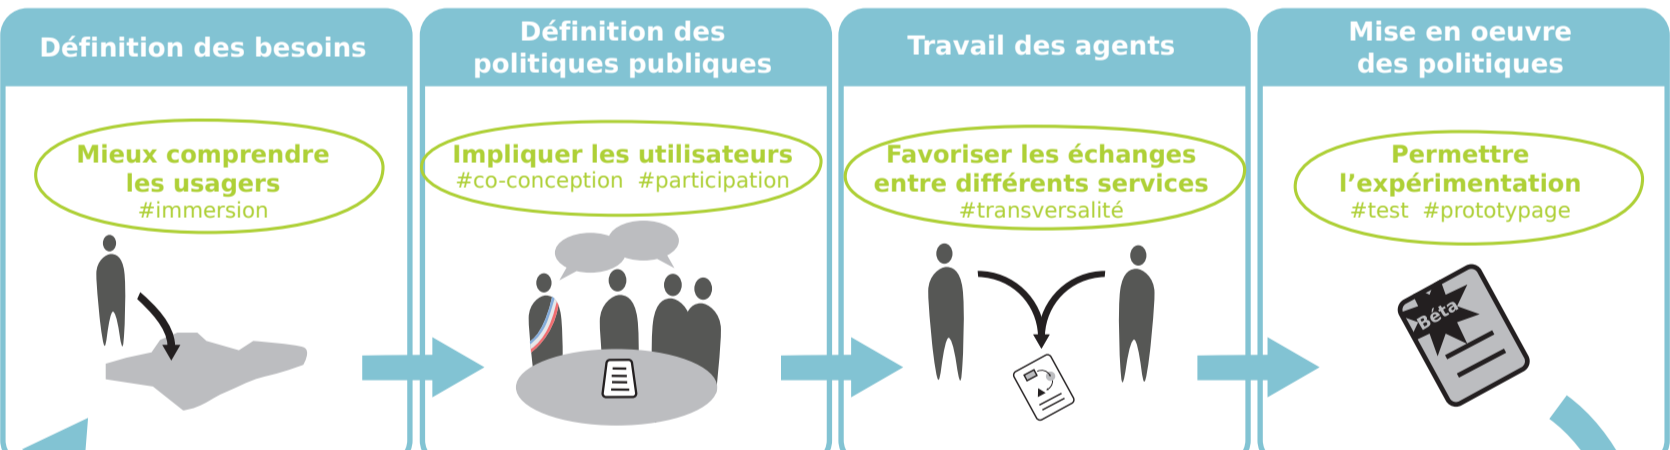 Définition des besoins
Mieux comprendre
les usagers
#immersion
Définition des
politiques publiques
Impliquer les utilisateurs
#co-conception #participation
Travail des agents
Favoriser les échanges
entre différents services
#transversalité
Mise en oeuvre
des politiques
Permettre
l’expérimentation
#test #prototypage
Béta